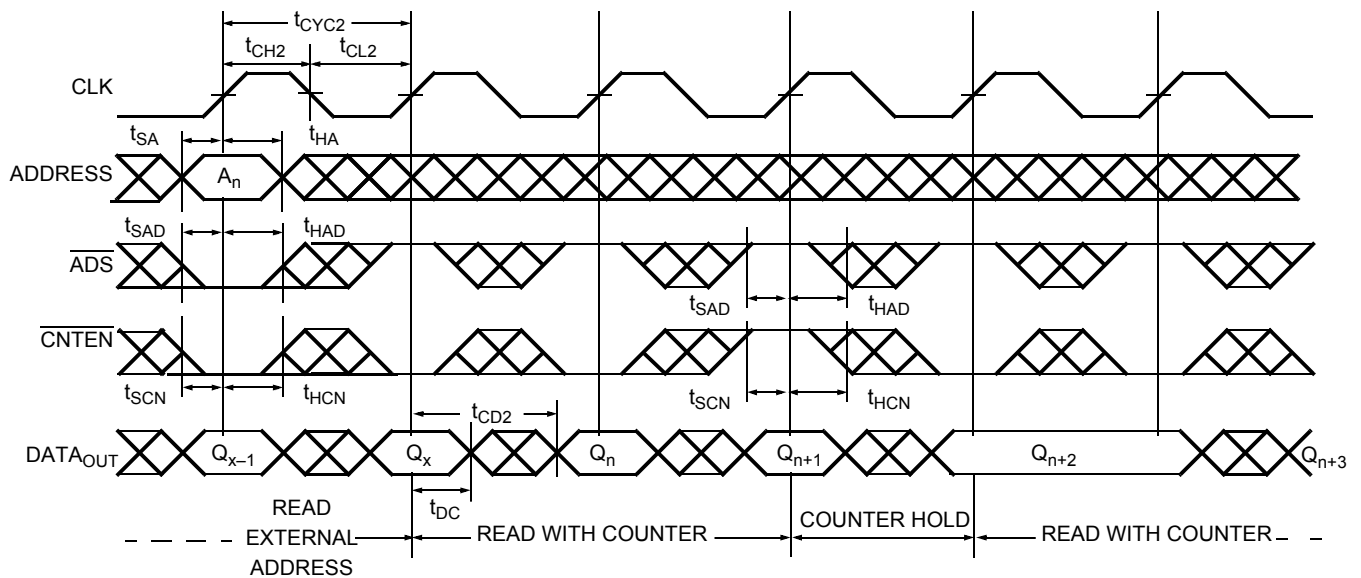 tCYC2
tCH2 tCL2
CLK
tSA tHA
ADDRESS An
tSAD tHAD
ADS
tSAD tHAD
CNTEN
tSCN tHCN tSCN tHCN
tCD2
DATAOUT Qx–1 Qx Qn Qn+1 Qn+2 Qn+3
tDC
READ
EXTERNAL
ADDRESS
READ WITH COUNTER
COUNTER HOLD
READ WITH COUNTER